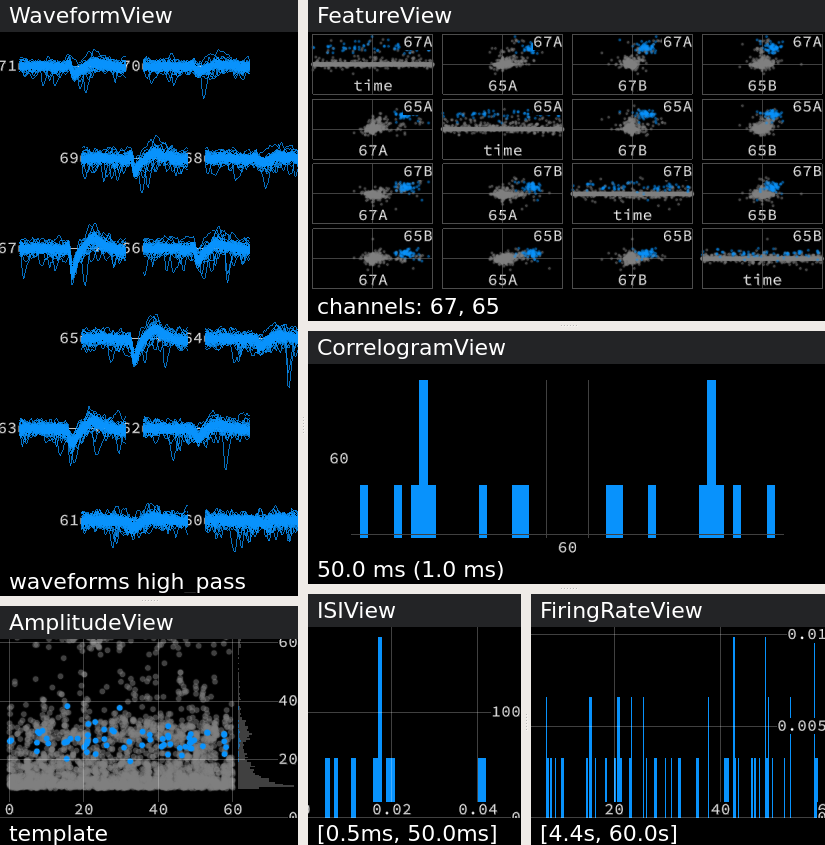 WaveformView
71 70
69 68
67 66
65 64
63 62
61 60
waveforms high_pass
AmplitudeView
60
40
20
0
0 20 40 60
template
FeatureView
67A 67A 67A 67A
time 65A 67B 65B
65A 65A 65A 65A
67A time 67B 65B
67B 67B 67B 67B
67A 65A time 65B
65B 65B 65B 65B
67A 65A 67B time
channels: 67, 65
CorrelogramView
60
60
50.0 ms (1.0 ms)
ISIView
100
0.02 0.04
0
[0.5ms, 50.0ms]
FiringRateView
0.01
0.005
20 40
[4.4s, 60.0s]